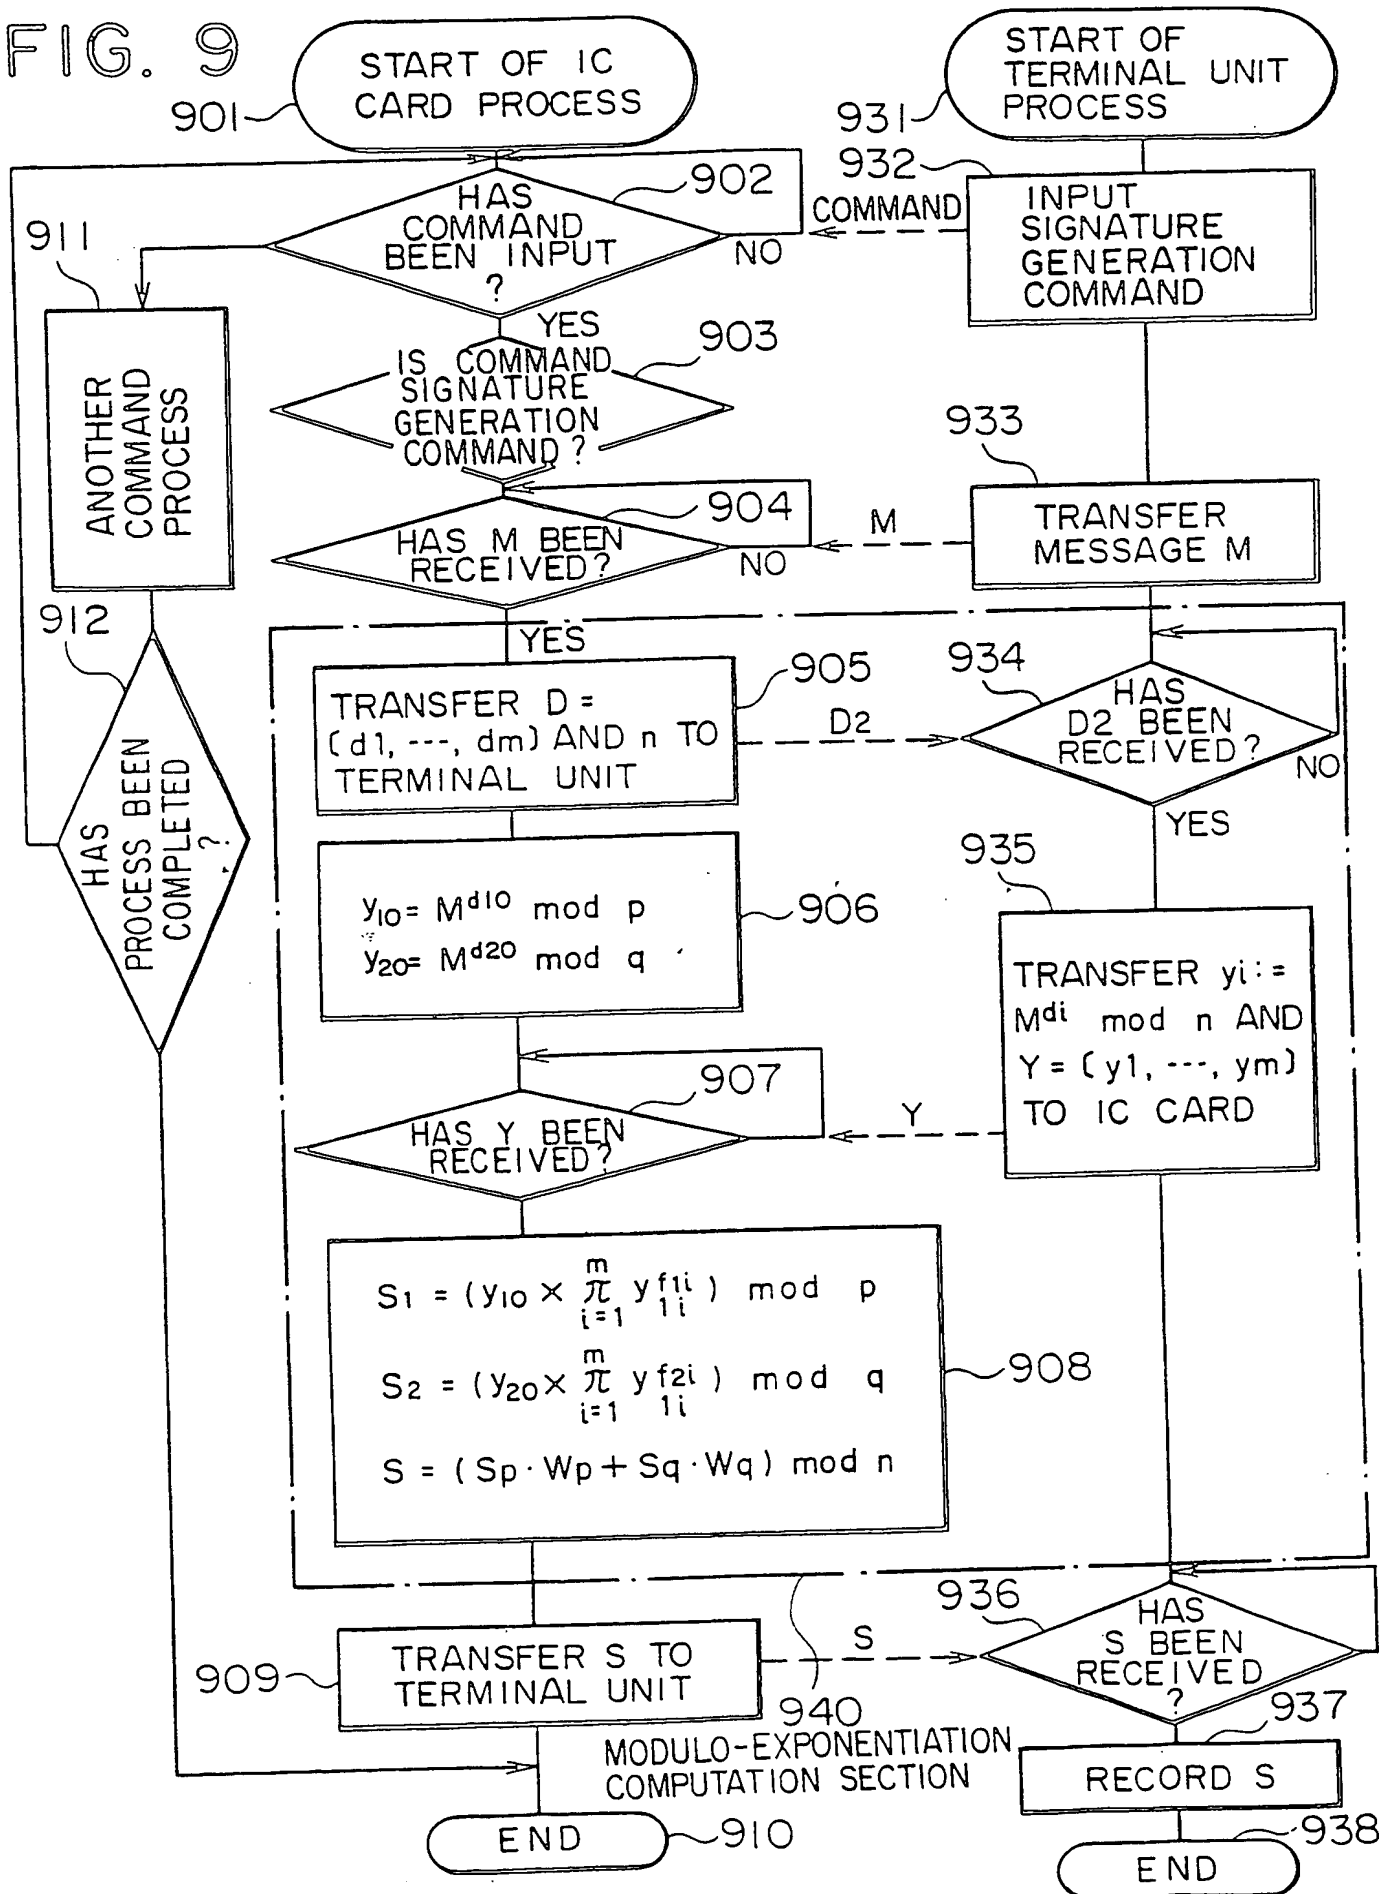 FIG. 9
START OF IC
CARD PROCESS
901
START OF
TERMINAL UNIT
PROCESS
931
932
902
HAS
COMMAND
BEEN INPUT
?
NO
COMMAND
INPUT
SIGNATURE
GENERATION
COMMAND
911
YES
903
IS COMMAND
SIGNATURE
GENERATION
COMMAND?
ANOTHER
COMMAND
PROCESS
933
904
HAS M BEEN
RECEIVED?
NO
M
TRANSFER
MESSAGE M
912
YES
905
TRANSFER D =
(d1, ---, dm) AND n TO
TERMINAL UNIT
D2
934
HAS
D2 BEEN
RECEIVED?
NO
YES
HAS
PROCESS BEEN
COMPLETED
?
935
y10= M^d10 mod p
y20= M^d20 mod q
906
TRANSFER yi:=
M^di mod n AND
Y = (y1, ---, ym)
TO IC CARD
907
HAS Y BEEN
RECEIVED?
Y
S1 = (y10 × m π i=1 y f1i 1i) mod p
S2 = (y20 × m π i=1 y f2i 1i) mod q
S = (Sp·Wp+Sq·Wq) mod n
908
936
HAS
S BEEN
RECEIVED
?
909
TRANSFER S TO
TERMINAL UNIT
S
940
MODULO-EXPONENTIATION
COMPUTATION SECTION
937
RECORD S
END
910
938
END